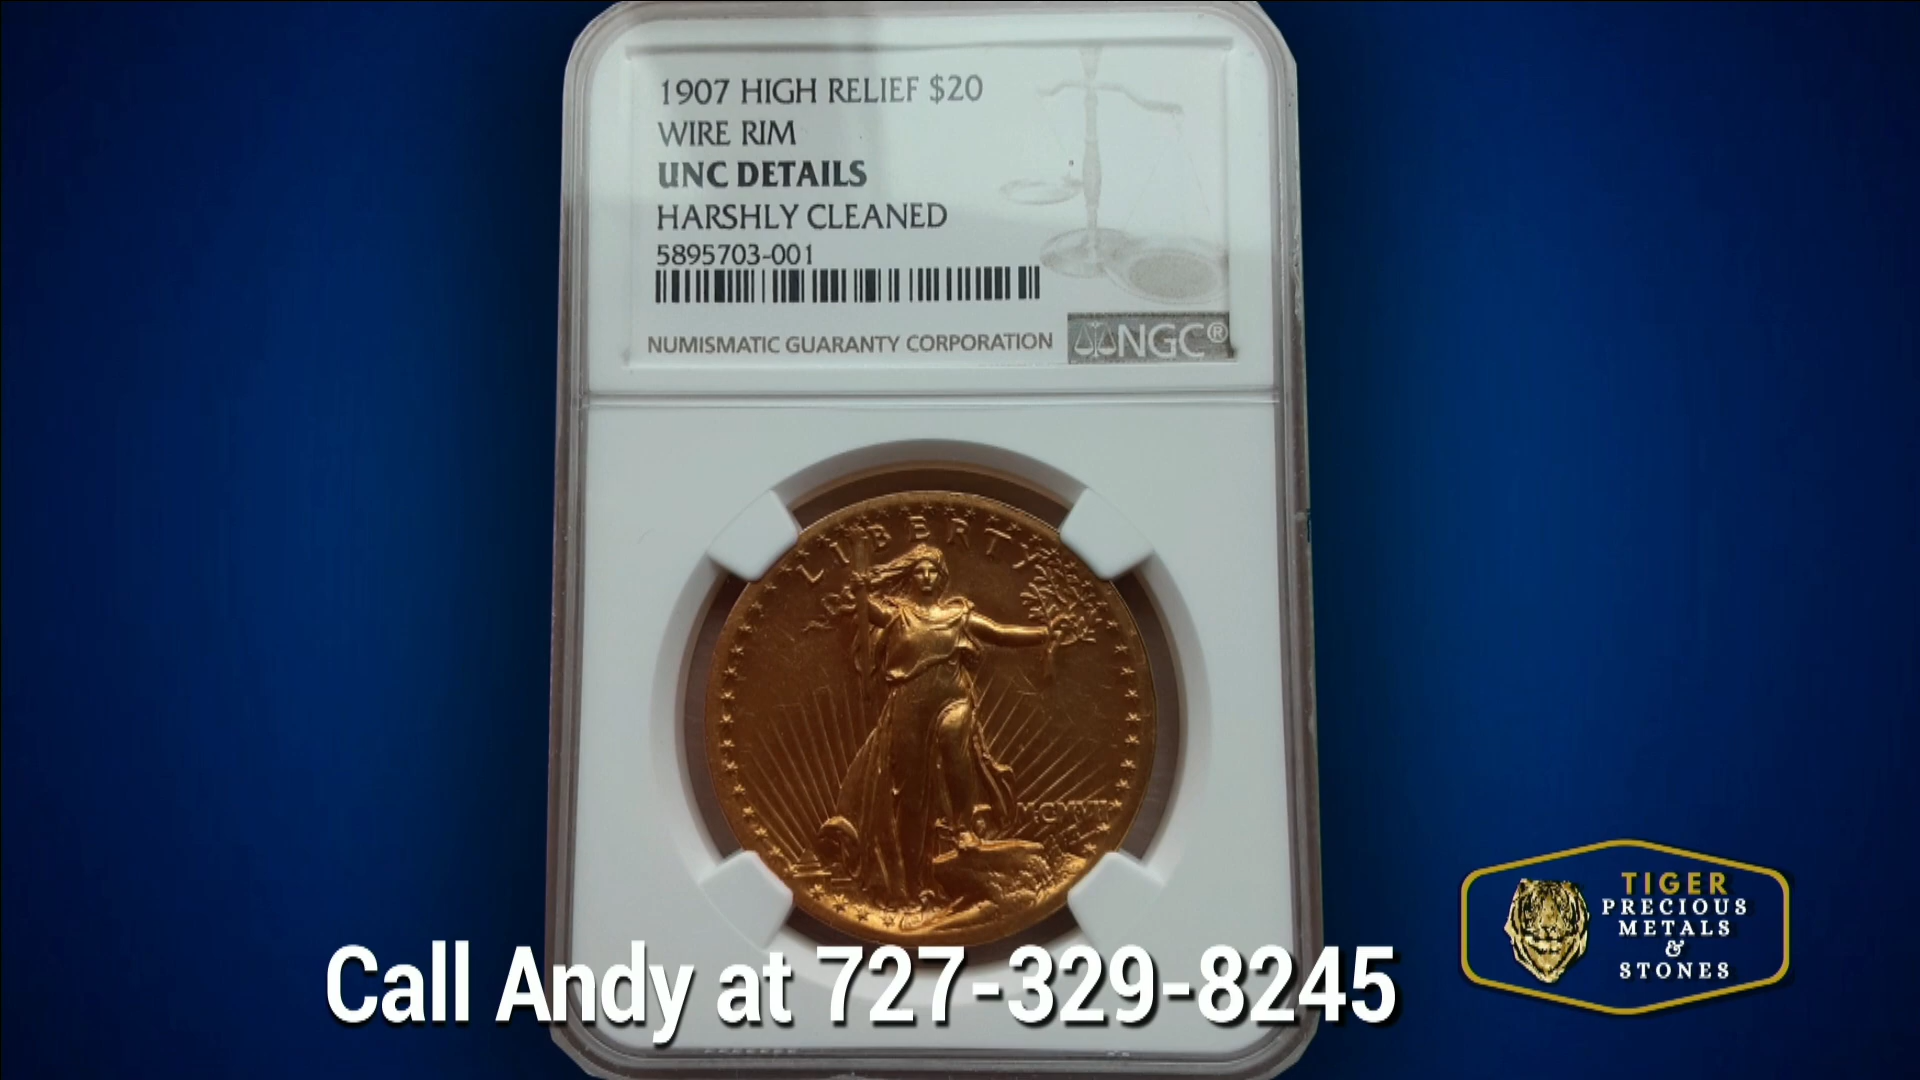 1907 HIGH RELIEF $20
WIRE RIM
UNC DETAILS
HARSHLY CLEANED
5895703-001
NUMISMATIC GUARANTY CORPORATION
NGC®
LIBERTY
MCMVII
Call Andy at 727-329-8245
TIGER
PRECIOUS
METALS
&
STONES